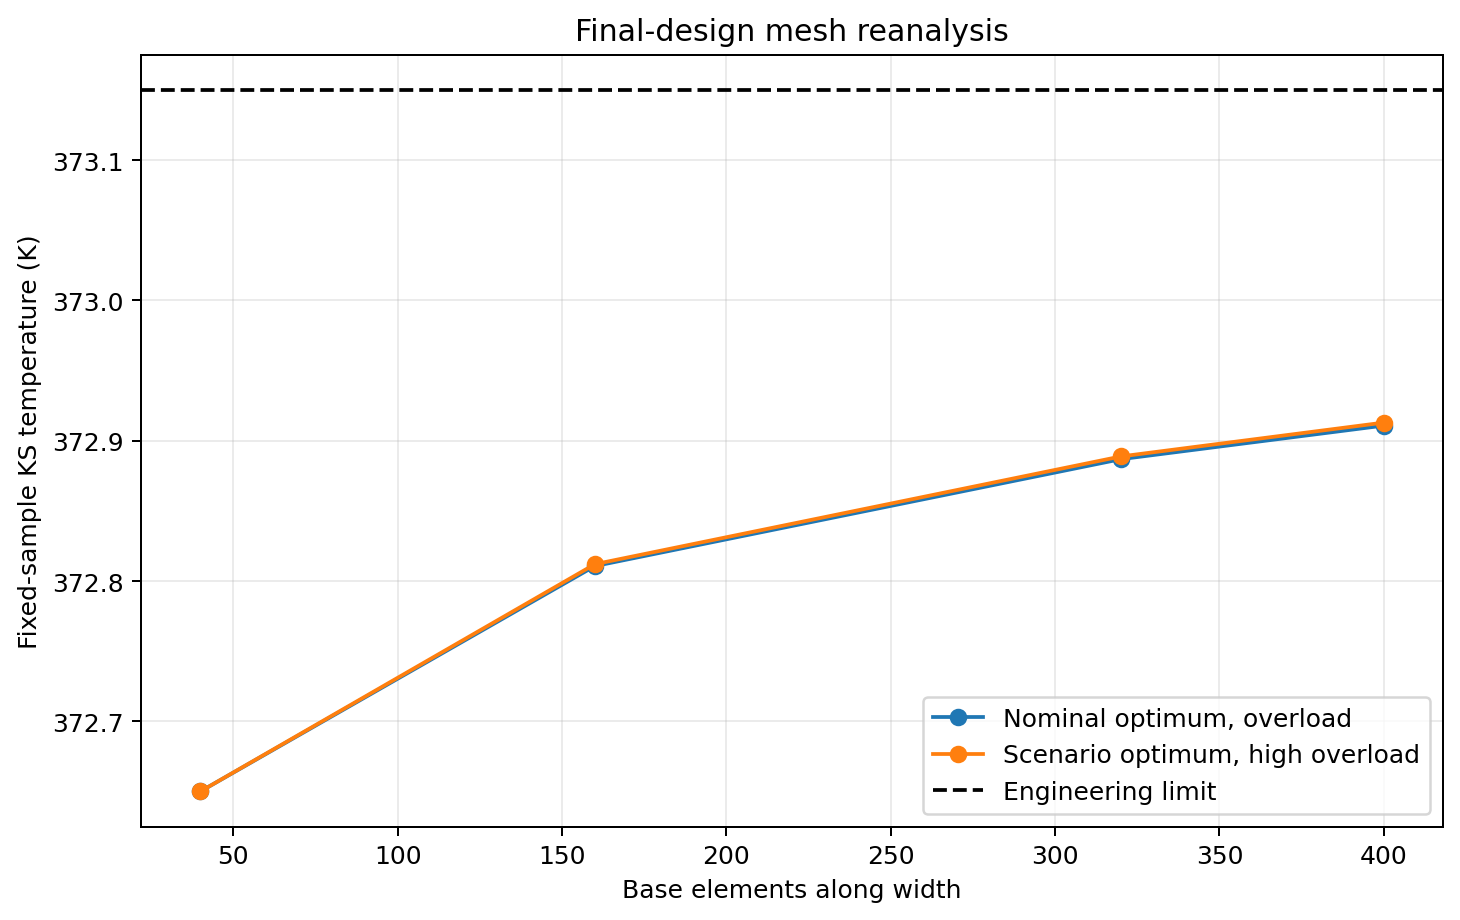 Final-design mesh reanalysis
Fixed-sample KS temperature (K)
373.1
373.0
372.9
372.8
372.7
50 100 150 200 250 300 350 400
Base elements along width
Nominal optimum, overload
Scenario optimum, high overload
Engineering limit